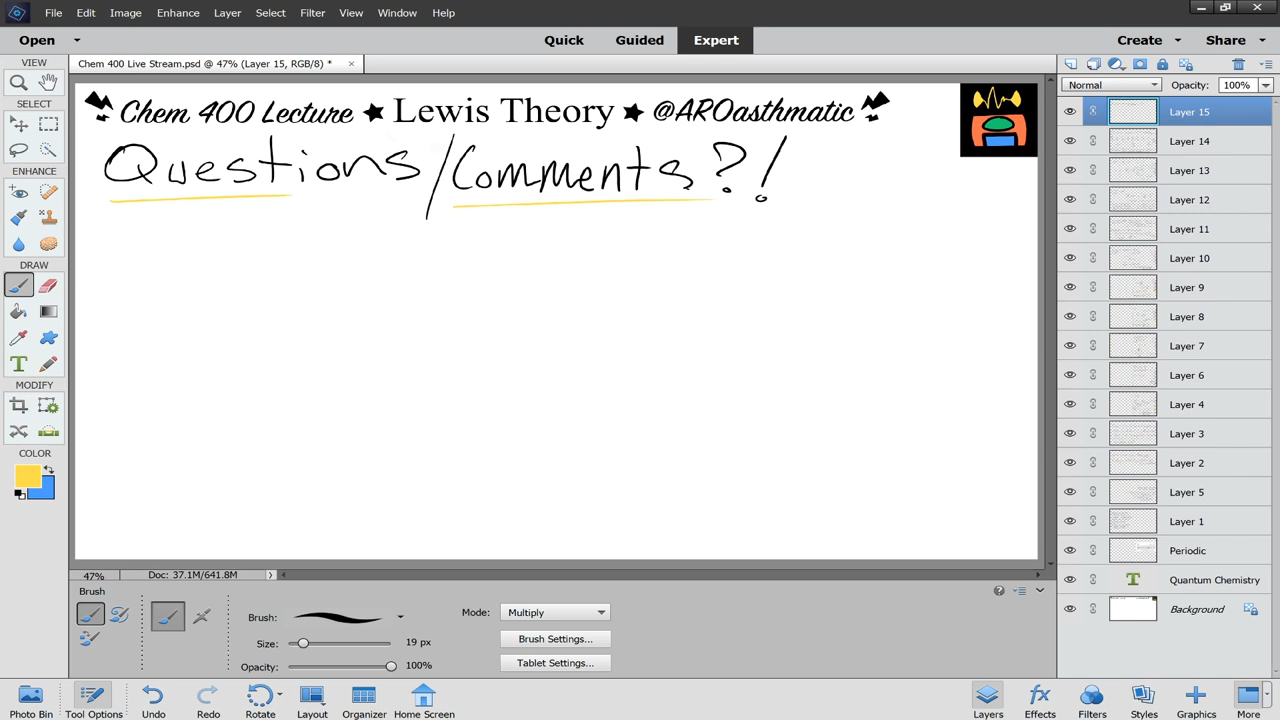 File Edit Image Enhance Layer Select Filter View Window Help
Open Quick Guided Expert Create Share
VIEW Chem 400 Live Stream.psd @ 47% (Layer 15, RGB/8) * ×
Normal Opacity: 100%
Chem 400 Lecture ★ Lewis Theory ★ @AROasthmatic
Questions/Comments?!
SELECT
ENHANCE
DRAW
T
MODIFY
COLOR
Layer 15
Layer 14
Layer 13
Layer 12
Layer 11
Layer 10
Layer 9
Layer 8
Layer 7
Layer 6
Layer 4
Layer 3
Layer 2
Layer 5
Layer 1
Periodic
T Quantum Chemistry
Background
47% Doc: 37.1M/641.8M
Brush
Brush:
Size: 19 px
Opacity: 100%
Mode: Multiply
Brush Settings...
Tablet Settings...
Photo Bin Tool Options Undo Redo Rotate Layout Organizer Home Screen Layers Effects Filters Styles Graphics More